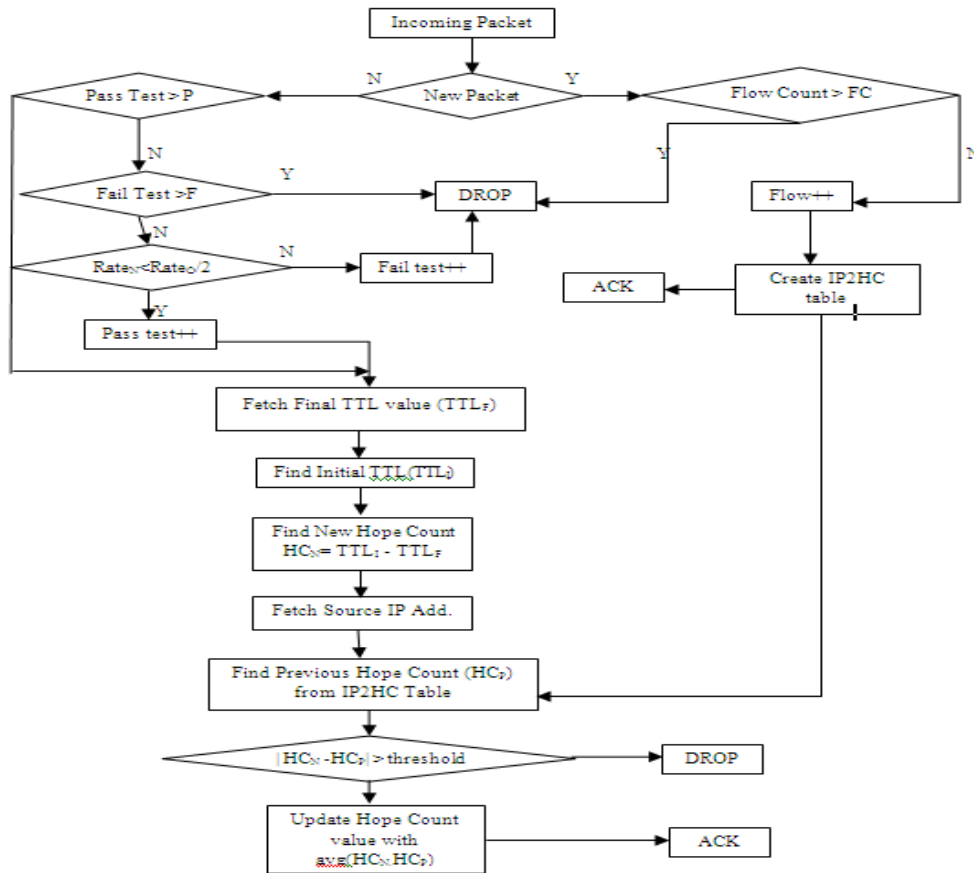 Incoming Packet
N
Y
Pass Test > P
New Packet
Flow Count > FC
N
Y
N
Y
Fail Test >F
DROP
Flow++
N
N
RateN<RateO/2
Fail test++
ACK
Create IP2HC
table
Y
Pass test++
Fetch Final TTL value (TTLF)
Find Initial TTL(TTLI)
Find New Hope Count
HCN= TTLI - TTLF
Fetch Source IP Add.
Find Previous Hope Count (HCP)
from IP2HC Table
|HCN -HCP| > threshold
DROP
Update Hope Count
value with
avg(HCN,HCP)
ACK